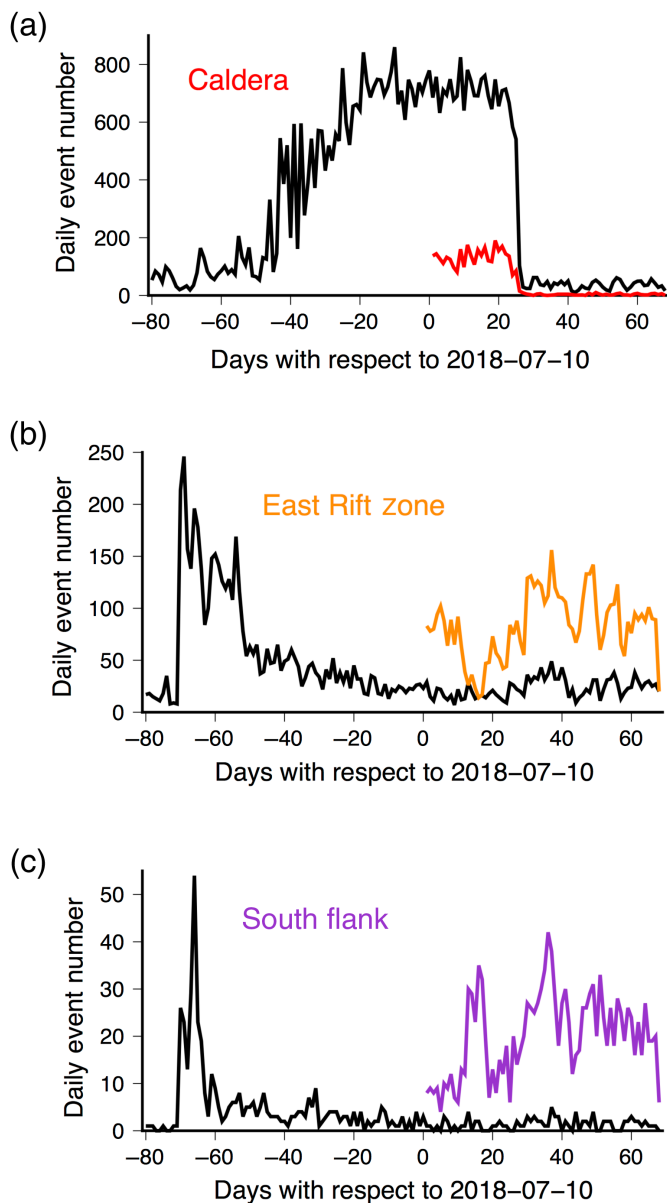 (a)
Caldera
Daily event number
0
200
400
600
800
−80 −60 −40 −20 0 20 40 60
Days with respect to 2018−07−10
(b)
East Rift zone
Daily event number
0
50
100
150
200
250
−80 −60 −40 −20 0 20 40 60
Days with respect to 2018−07−10
(c)
South flank
Daily event number
0
10
20
30
40
50
−80 −60 −40 −20 0 20 40 60
Days with respect to 2018−07−10